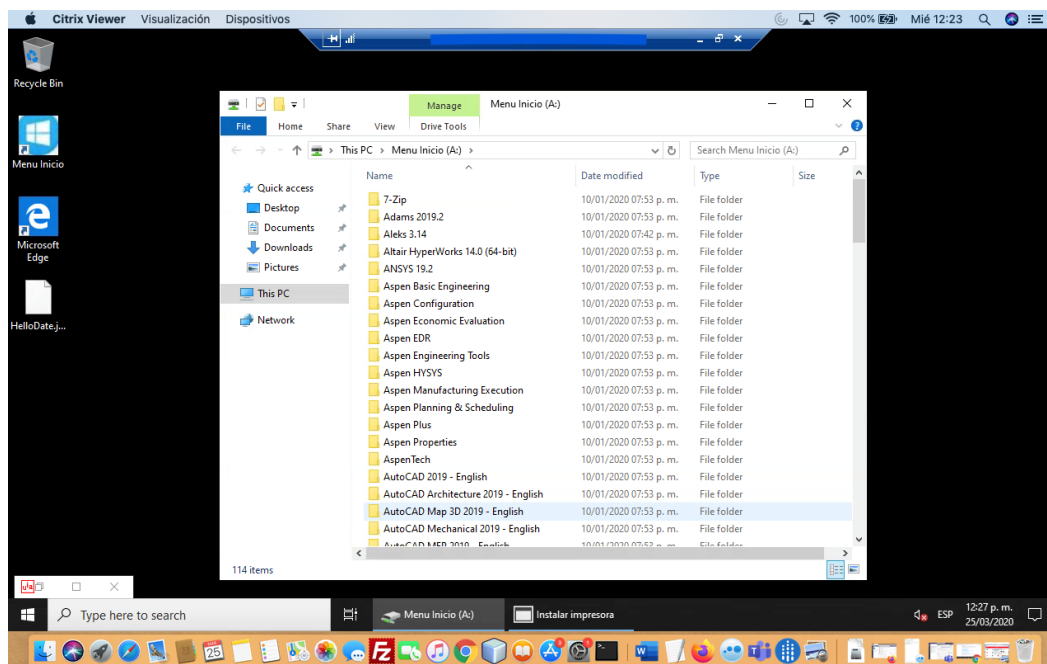 Citrix Viewer Visualización Dispositivos 100% Mié 12:23
Recycle Bin
Menu Inicio
Microsoft
Edge
HelloDate.j...
Manage Menu Inicio (A:)
File Home Share View Drive Tools
This PC > Menu Inicio (A:) > Search Menu Inicio (A:)
Quick access
Desktop
Documents
Downloads
Pictures
This PC
Network
Name Date modified Type Size
7-Zip 10/01/2020 07:53 p. m. File folder
Adams 2019.2 10/01/2020 07:53 p. m. File folder
Aleks 3.14 10/01/2020 07:42 p. m. File folder
Altair HyperWorks 14.0 (64-bit) 10/01/2020 07:53 p. m. File folder
ANSYS 19.2 10/01/2020 07:53 p. m. File folder
Aspen Basic Engineering 10/01/2020 07:53 p. m. File folder
Aspen Configuration 10/01/2020 07:53 p. m. File folder
Aspen Economic Evaluation 10/01/2020 07:53 p. m. File folder
Aspen EDR 10/01/2020 07:53 p. m. File folder
Aspen Engineering Tools 10/01/2020 07:53 p. m. File folder
Aspen HYSYS 10/01/2020 07:53 p. m. File folder
Aspen Manufacturing Execution 10/01/2020 07:53 p. m. File folder
Aspen Planning & Scheduling 10/01/2020 07:53 p. m. File folder
Aspen Plus 10/01/2020 07:53 p. m. File folder
Aspen Properties 10/01/2020 07:53 p. m. File folder
AspenTech 10/01/2020 07:53 p. m. File folder
AutoCAD 2019 - English 10/01/2020 07:53 p. m. File folder
AutoCAD Architecture 2019 - English 10/01/2020 07:53 p. m. File folder
AutoCAD Map 3D 2019 - English 10/01/2020 07:53 p. m. File folder
AutoCAD Mechanical 2019 - English 10/01/2020 07:53 p. m. File folder
AutoCAD MEP 2019 - English 10/01/2020 07:53 p. m. File folder
114 items
Type here to search Menu Inicio (A:) Instalar impresora ESP 12:27 p. m.
25/03/2020
25